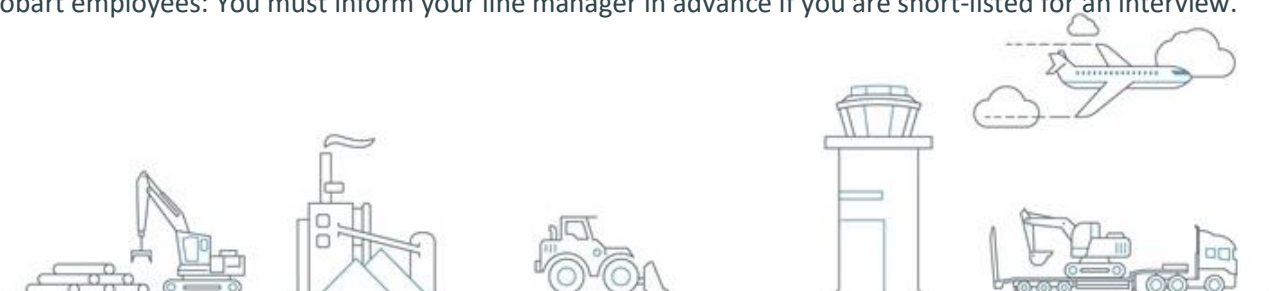 obart employees: You must inform your line manager in advance if you are short-listed for an interview.